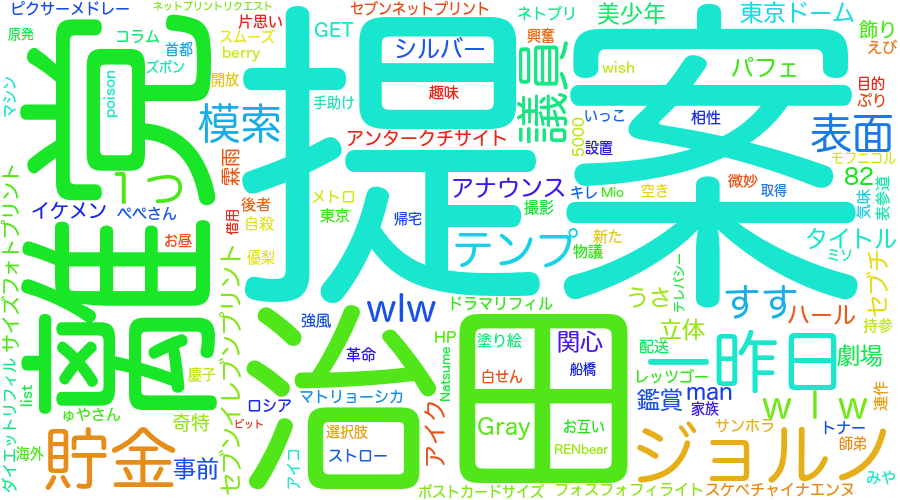 ピクサーメドレー
ネットプリントリクエスト
原発
コラム
首都
片思い
スムーズ
berry
GET
セブンネットプリント
ネトプリ
興奮
美少年
東京ドーム
飾り
えび
マシン
poison
ズボン
開放
シルバー
議員
wish
パフェ
目的
ぷり
党
提案
手助け
趣味
いっこ
相性
模索
5000
設置
表面
霖雨
アンタークチサイト
モフニコル
1つ
メトロ
アナウンス
キレ
Mio
空き
微妙
取得
82
気味
表参道
イケメン
ぺぺさん
後者
自殺
借用
東京
帰宅
撮影
お昼
優梨
テンプ
物議
新た
タイトル
ミソ
離
サイズフォトプリント
ダイエットリフィル
セブンイレブンプリント
wlw
ドラマリフィル
うさ
テレパシー
すす
ハール
セブチ
持参
強風
革命
HP
塗り絵
関心
立体
配送
一昨日
劇場
治田
慶子
Natsume
白せん
船橋
レッツゴー
list
ゅやさん
ロシア
マトリョーシカ
鑑賞
man
家族
wlw
連作
奇特
ビット
選択肢
アイク
Gray
お互い
サンホラ
トナー
海外
貯金
事前
アイコ
ストロー
RENbear
ジョルノ
師弟
みや
ポストカードサイズ
フォスフォフィライト
スケベチャイナエンヌ